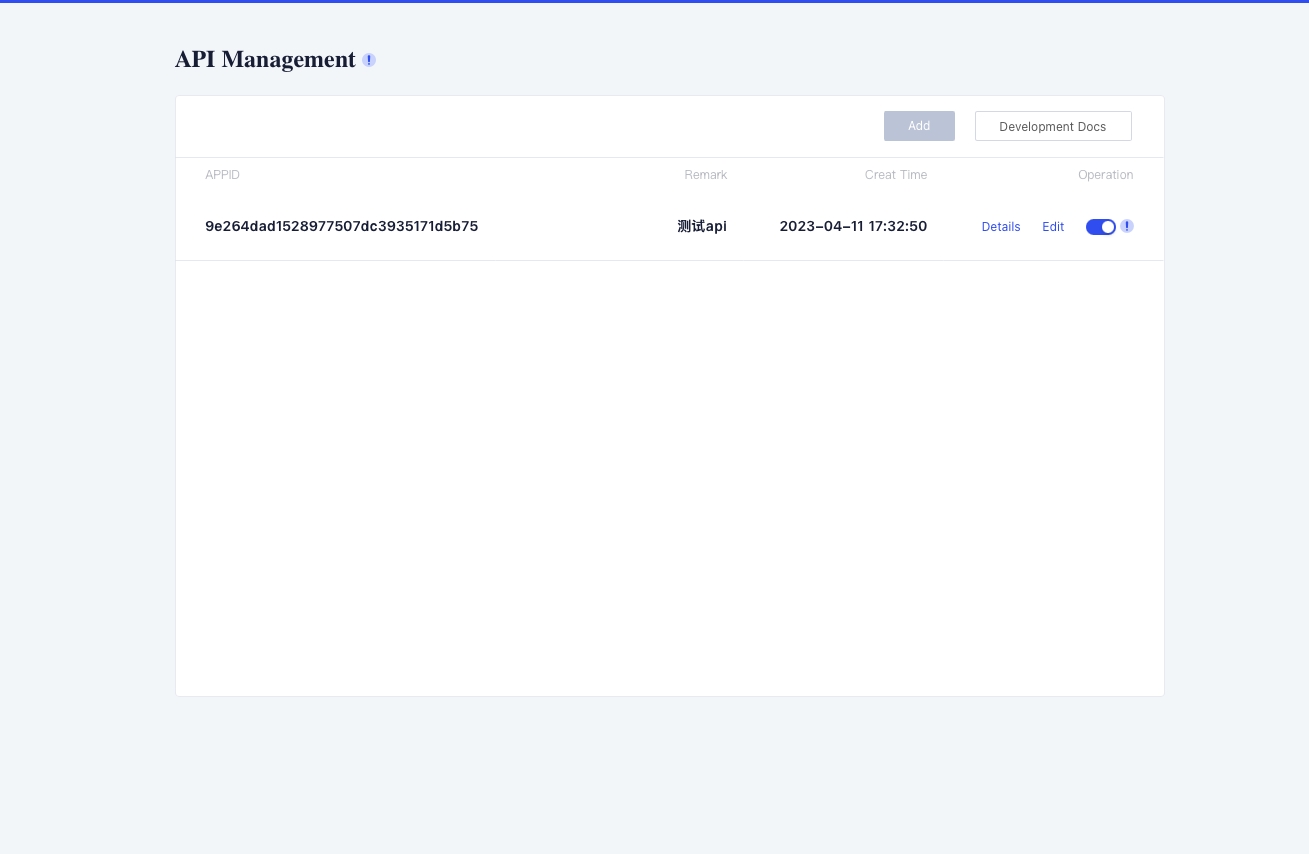 API Management
Add Development Docs
APPID Remark Creat Time Operation
9e264dad1528977507dc3935171d5b75 测试api 2023-04-11 17:32:50 Details Edit